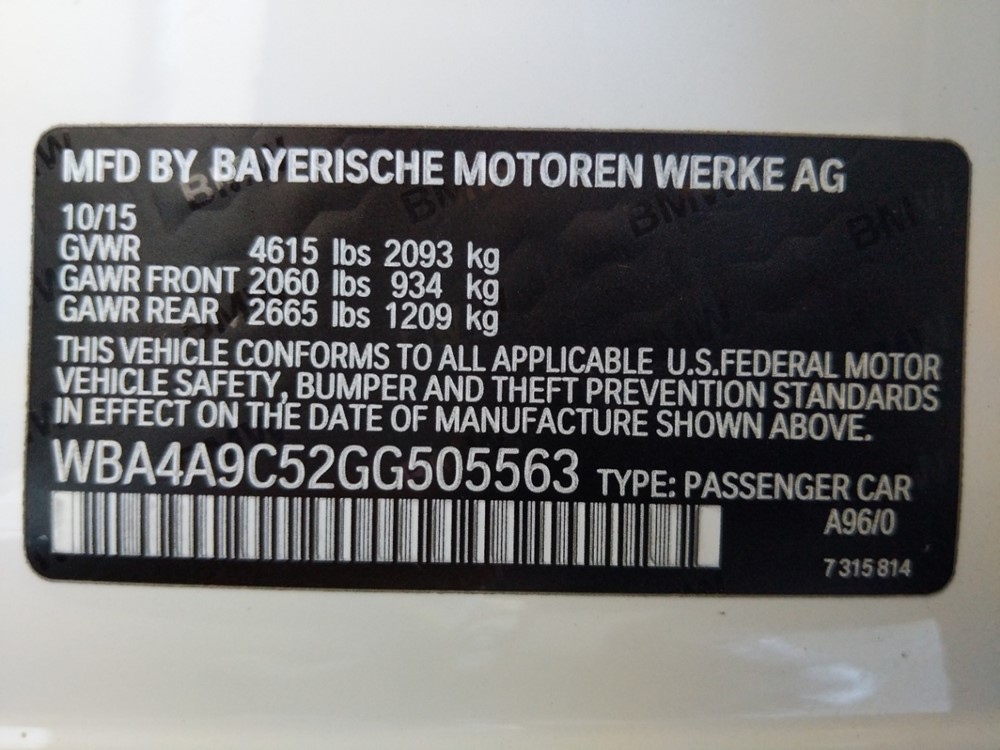 MFD BY BAYERISCHE MOTOREN WERKE AG
10/15
GVWR 4615 lbs 2093 kg
GAWR FRONT 2060 lbs 934 kg
GAWR REAR 2665 lbs 1209 kg
THIS VEHICLE CONFORMS TO ALL APPLICABLE U.S.FEDERAL MOTOR
VEHICLE SAFETY, BUMPER AND THEFT PREVENTION STANDARDS
IN EFFECT ON THE DATE OF MANUFACTURE SHOWN ABOVE.
WBA4A9C52GG505563 TYPE: PASSENGER CAR
A96/0
7 315 814